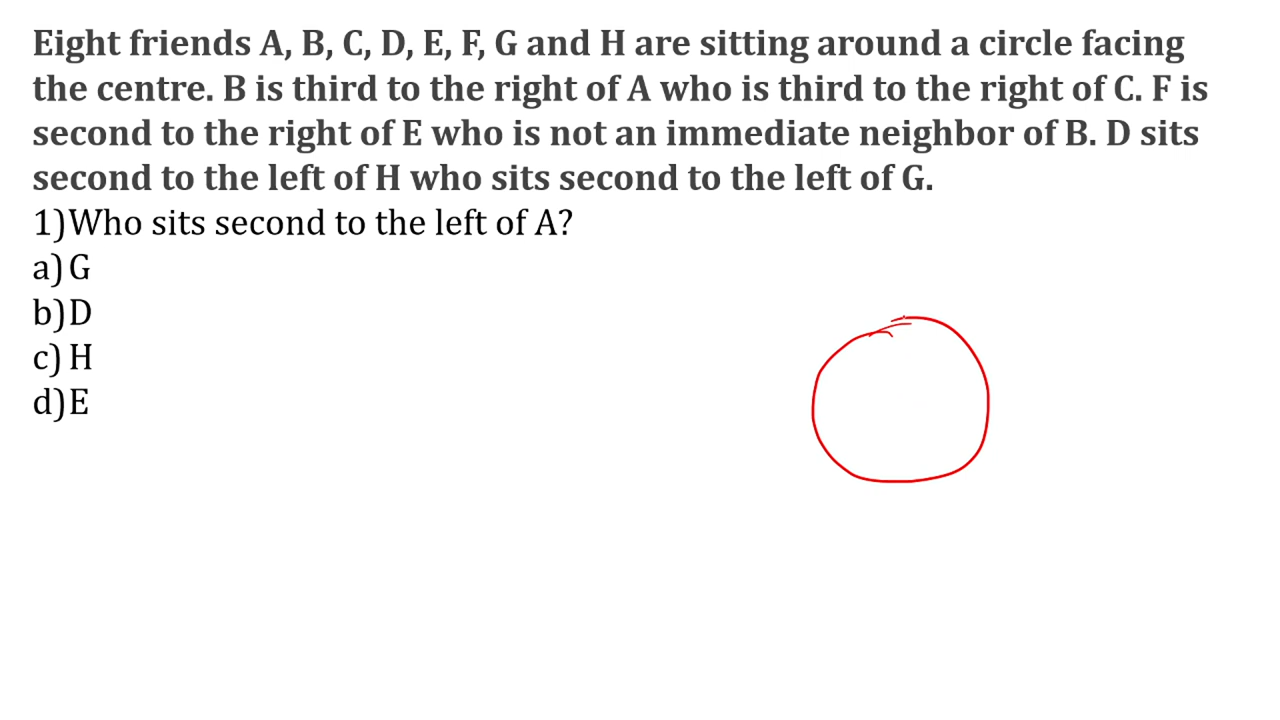 Eight friends A, B, C, D, E, F, G and H are sitting around a circle facing
the centre. B is third to the right of A who is third to the right of C. F is
second to the right of E who is not an immediate neighbor of B. D sits
second to the left of H who sits second to the left of G.
1)Who sits second to the left of A?
a)G
b)D
c)H
d)E